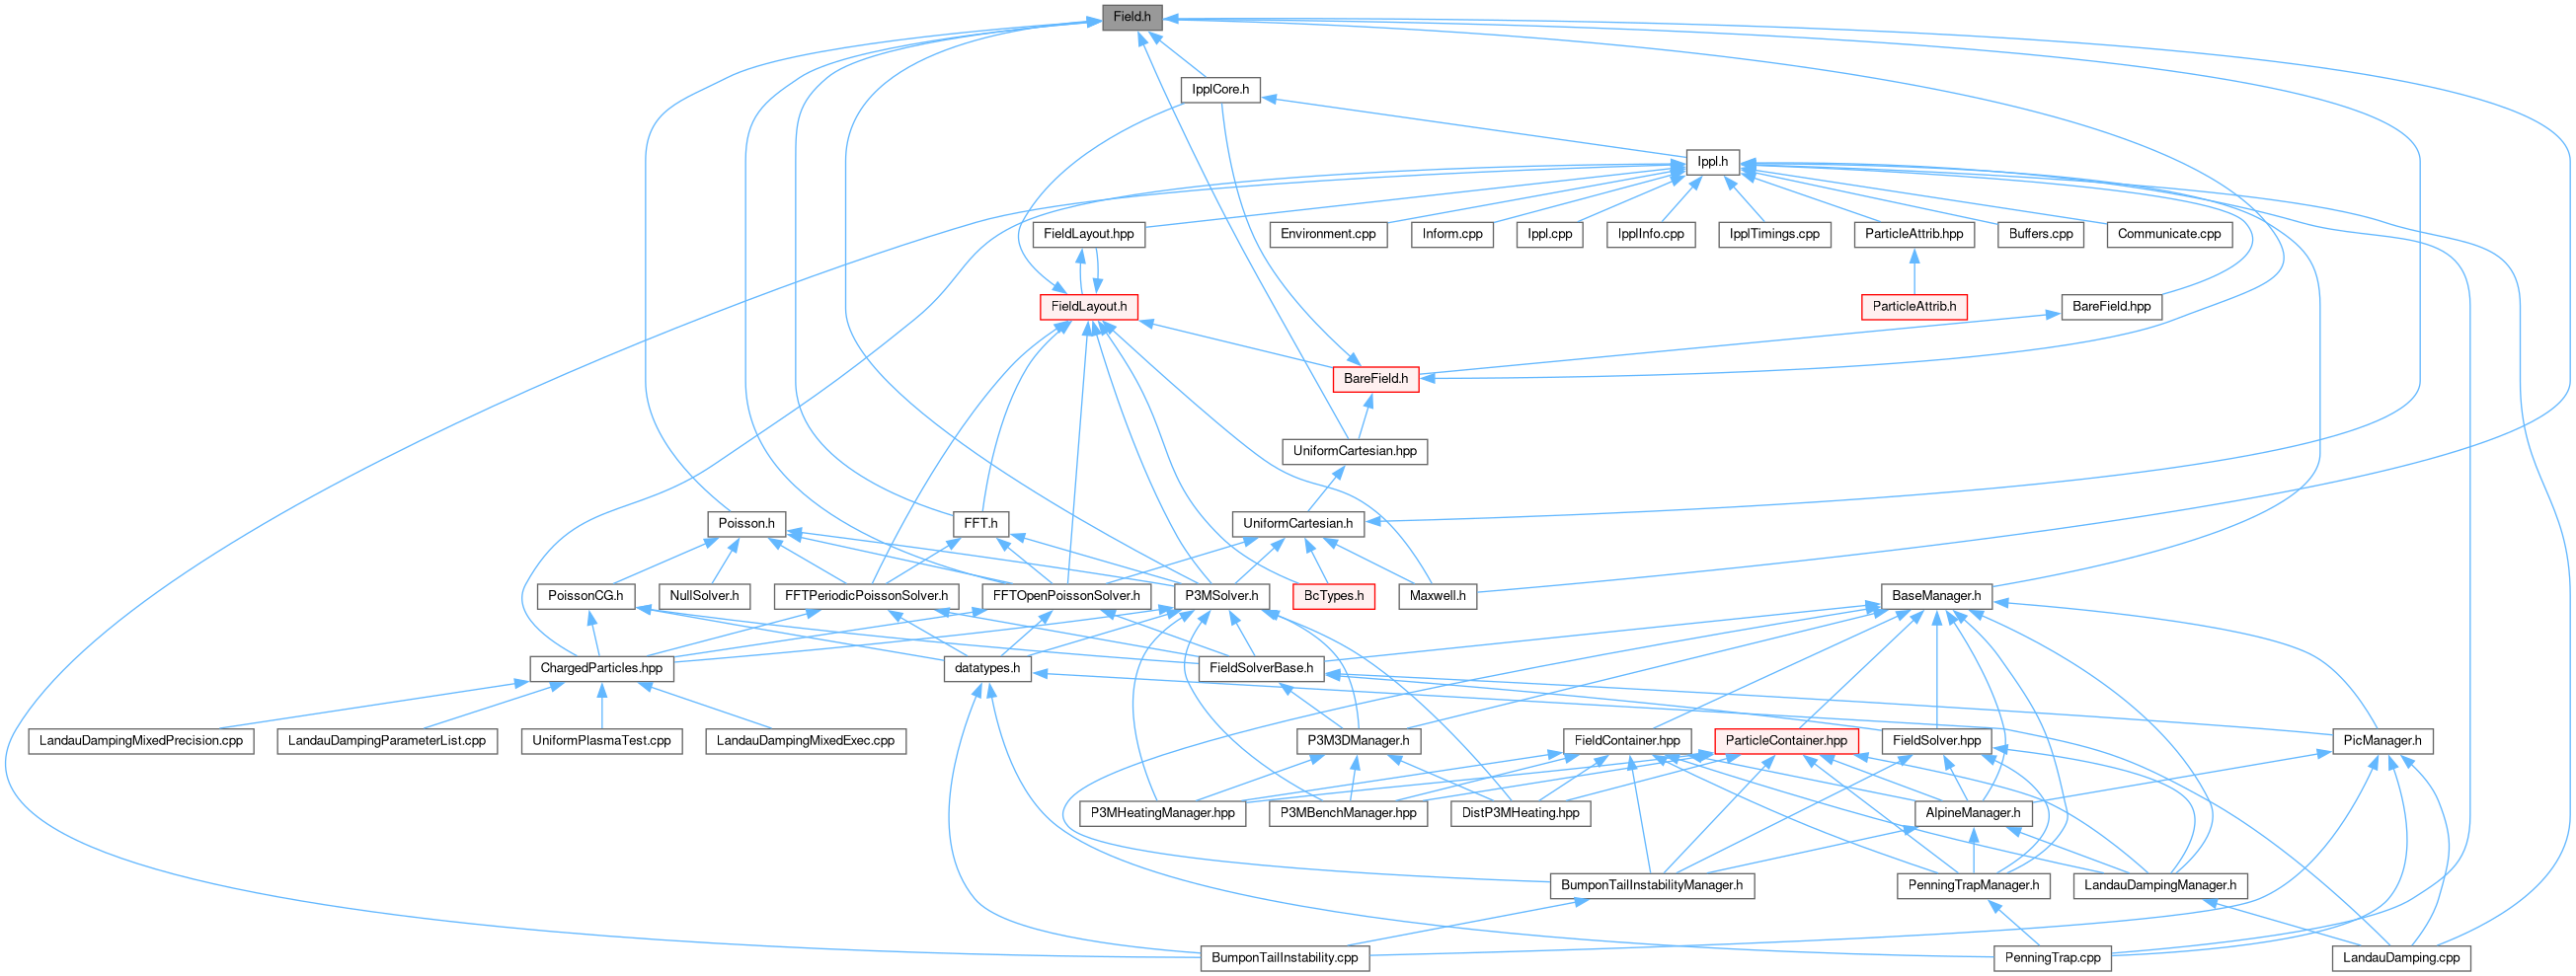 Field.h
IpplCore.h
Ippl.h
FieldLayout.hpp
Environment.cpp
Inform.cpp
Ippl.cpp
IpplInfo.cpp
IpplTimings.cpp
ParticleAttrib.hpp
Buffers.cpp
Communicate.cpp
FieldLayout.h
ParticleAttrib.h
BareField.hpp
BareField.h
UniformCartesian.hpp
Poisson.h
FFT.h
UniformCartesian.h
PoissonCG.h
NullSolver.h
FFTPeriodicPoissonSolver.h
FFTOpenPoissonSolver.h
P3MSolver.h
BcTypes.h
Maxwell.h
BaseManager.h
ChargedParticles.hpp
datatypes.h
FieldSolverBase.h
LandauDampingMixedPrecision.cpp
LandauDampingParameterList.cpp
UniformPlasmaTest.cpp
LandauDampingMixedExec.cpp
P3M3DManager.h
FieldContainer.hpp
ParticleContainer.hpp
FieldSolver.hpp
PicManager.h
P3MHeatingManager.hpp
P3MBenchManager.hpp
DistP3MHeating.hpp
AlpineManager.h
BumponTailInstabilityManager.h
PenningTrapManager.h
LandauDampingManager.h
BumponTailInstability.cpp
PenningTrap.cpp
LandauDamping.cpp